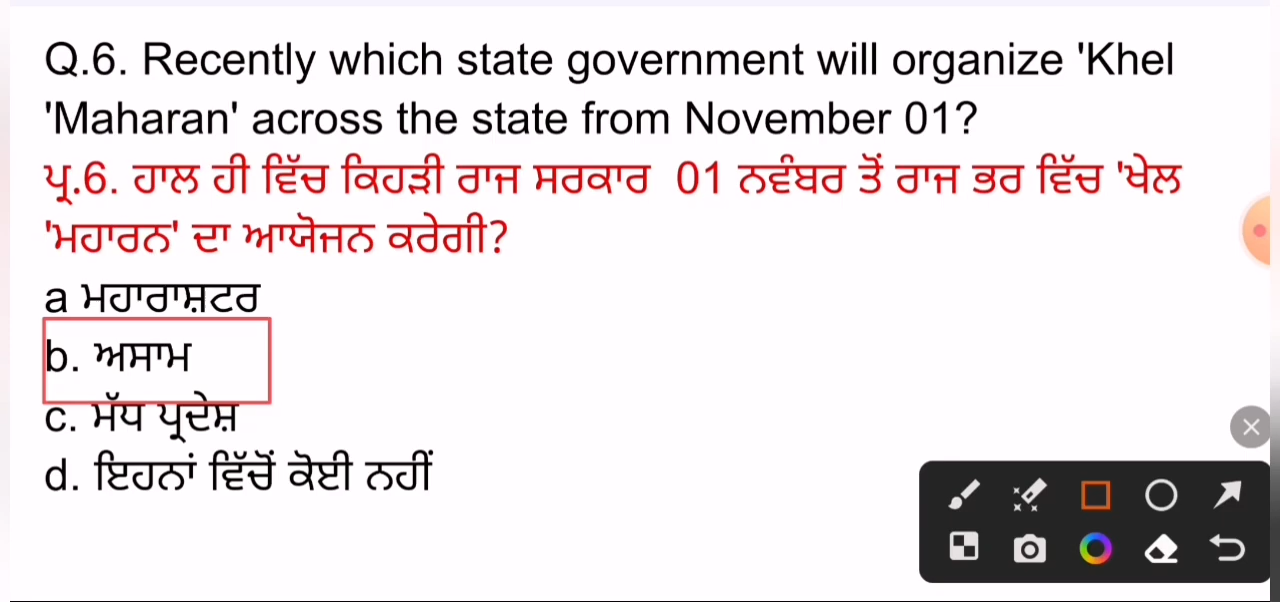 Q.6. Recently which state government will organize 'Khel
'Maharan' across the state from November 01?
ਪ੍ਰ.6. ਹਾਲ ਹੀ ਵਿੱਚ ਕਿਹੜੀ ਰਾਜ ਸਰਕਾਰ 01 ਨਵੰਬਰ ਤੋਂ ਰਾਜ ਭਰ ਵਿੱਚ 'ਖੇਲ
'ਮਹਾਰਨ' ਦਾ ਆਯੋਜਨ ਕਰੇਗੀ?
a ਮਹਾਰਾਸ਼ਟਰ
b. ਅਸਾਮ
c. ਮੱਧ ਪ੍ਰਦੇਸ਼
d. ਇਹਨਾਂ ਵਿੱਚੋਂ ਕੋਈ ਨਹੀਂ